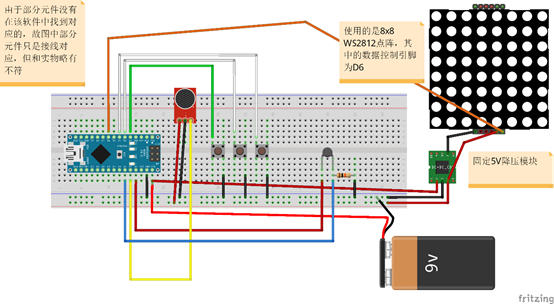 由于部分元件没有
在该软件中找到对
应的，故图中部分
元件只是接线对
应，但和实物略有
不符
使用的是8x8
WS2812点阵，其
中的数据控制引脚
为D6
固定5V降压模块
9v
fritzing